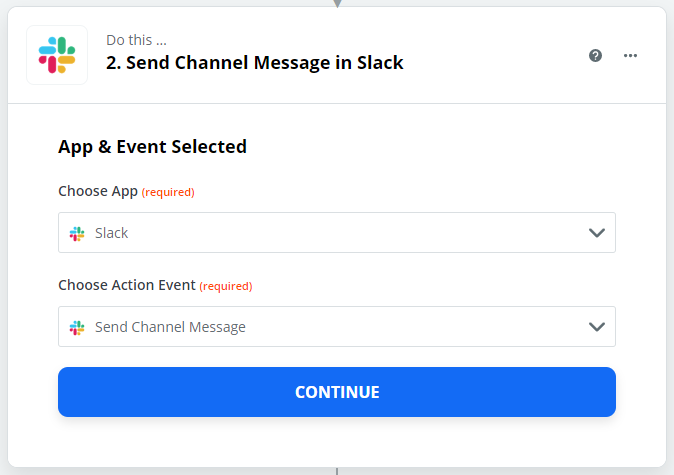 Do this ...
2. Send Channel Message in Slack
App & Event Selected
Choose App (required)
Slack
Choose Action Event (required)
Send Channel Message
CONTINUE